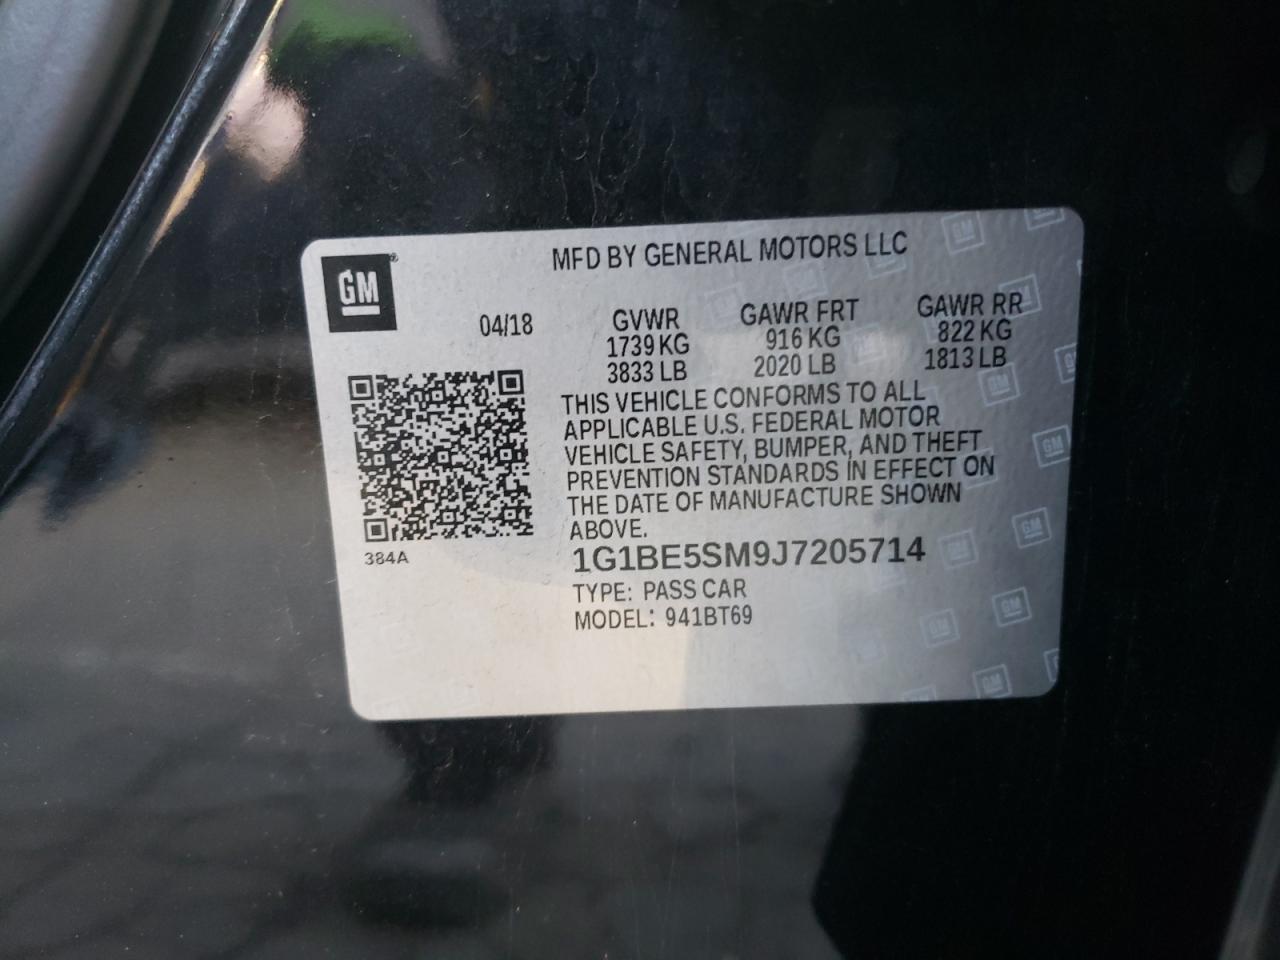 MFD BY GENERAL MOTORS LLC
GM®
04/18
GVWR
1739 KG
3833 LB
GAWR FRT
916 KG
2020 LB
GAWR RR
822 KG
1813 LB
THIS VEHICLE CONFORMS TO ALL
APPLICABLE U.S. FEDERAL MOTOR
VEHICLE SAFETY, BUMPER, AND THEFT
PREVENTION STANDARDS IN EFFECT ON
THE DATE OF MANUFACTURE SHOWN
ABOVE.
384A
1G1BE5SM9J7205714
TYPE: PASS CAR
MODEL: 941BT69